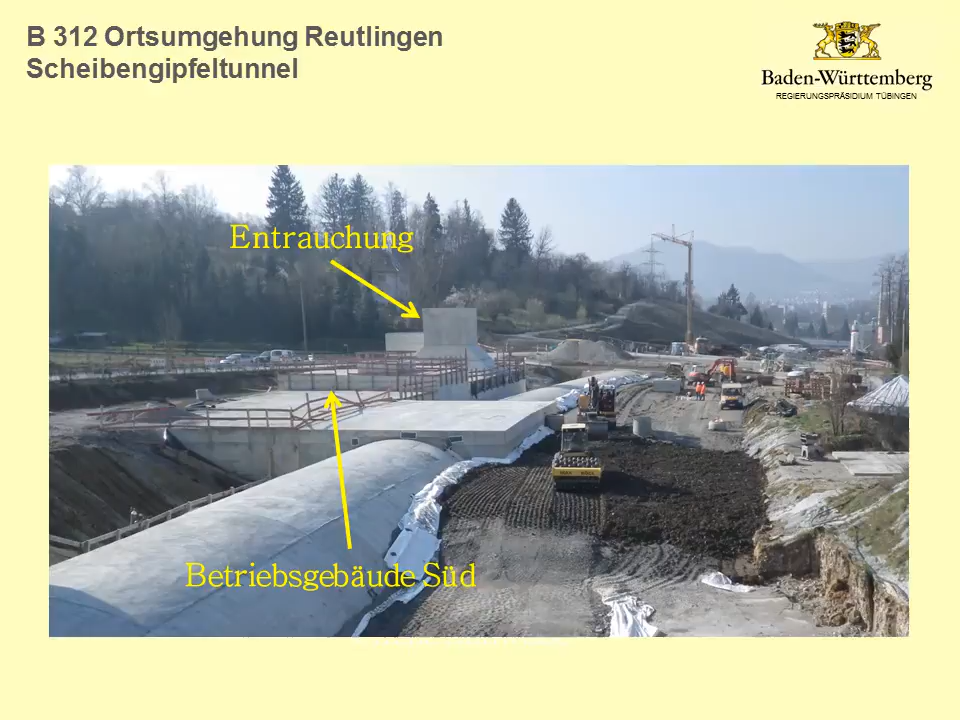 B 312 Ortsumgehung Reutlingen
Scheibengipfeltunnel
Baden-Württemberg
REGIERUNGSPRÄSIDIUM TÜBINGEN
Entrauchung
Betriebsgebäude Süd